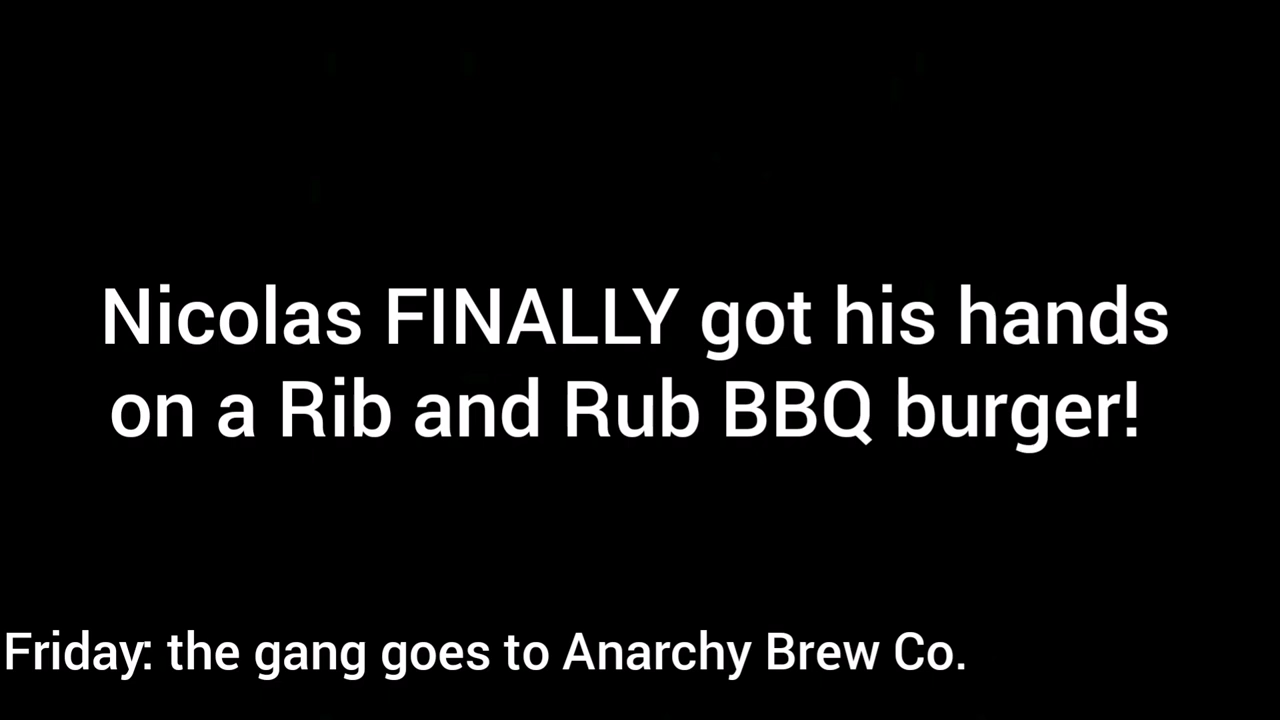 Nicolas FINALLY got his hands
on a Rib and Rub BBQ burger!
Friday: the gang goes to Anarchy Brew Co.